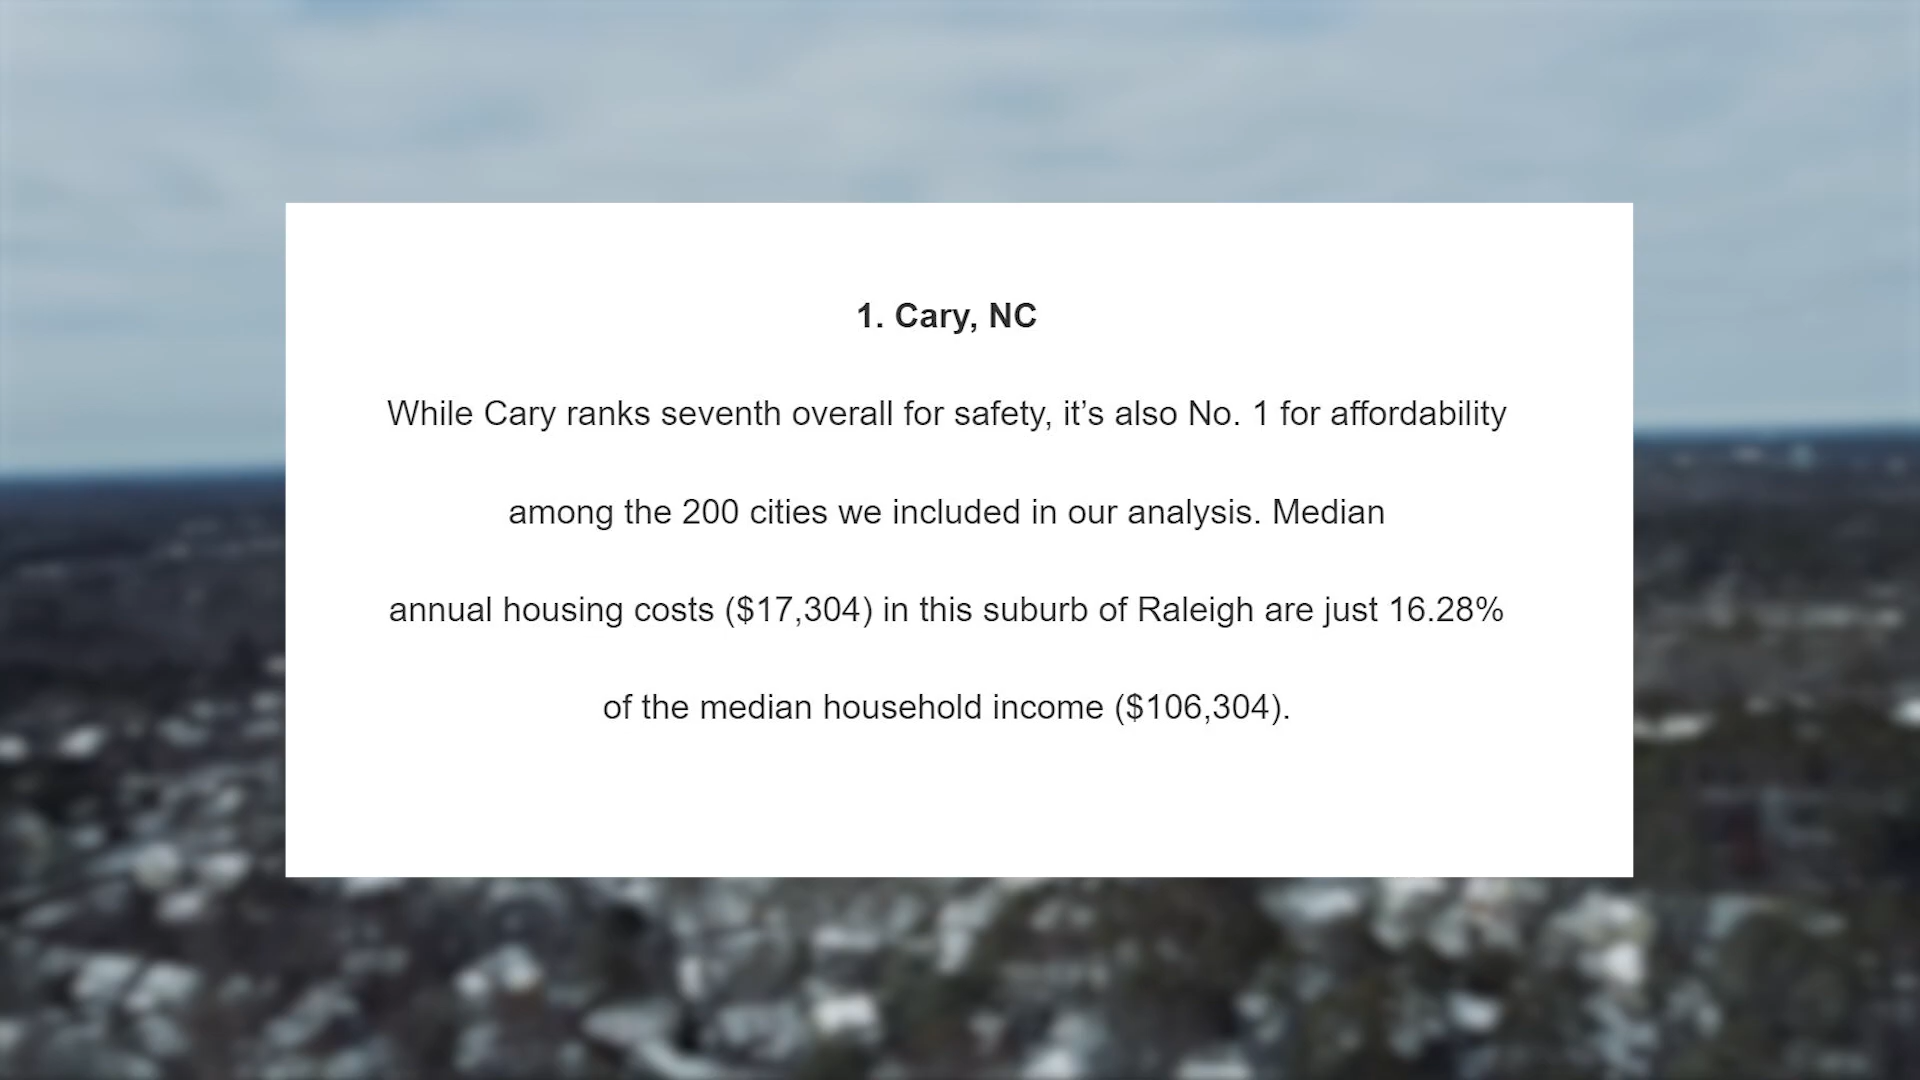 1. Cary, NC
While Cary ranks seventh overall for safety, it’s also No. 1 for affordability
among the 200 cities we included in our analysis. Median
annual housing costs ($17,304) in this suburb of Raleigh are just 16.28%
of the median household income ($106,304).